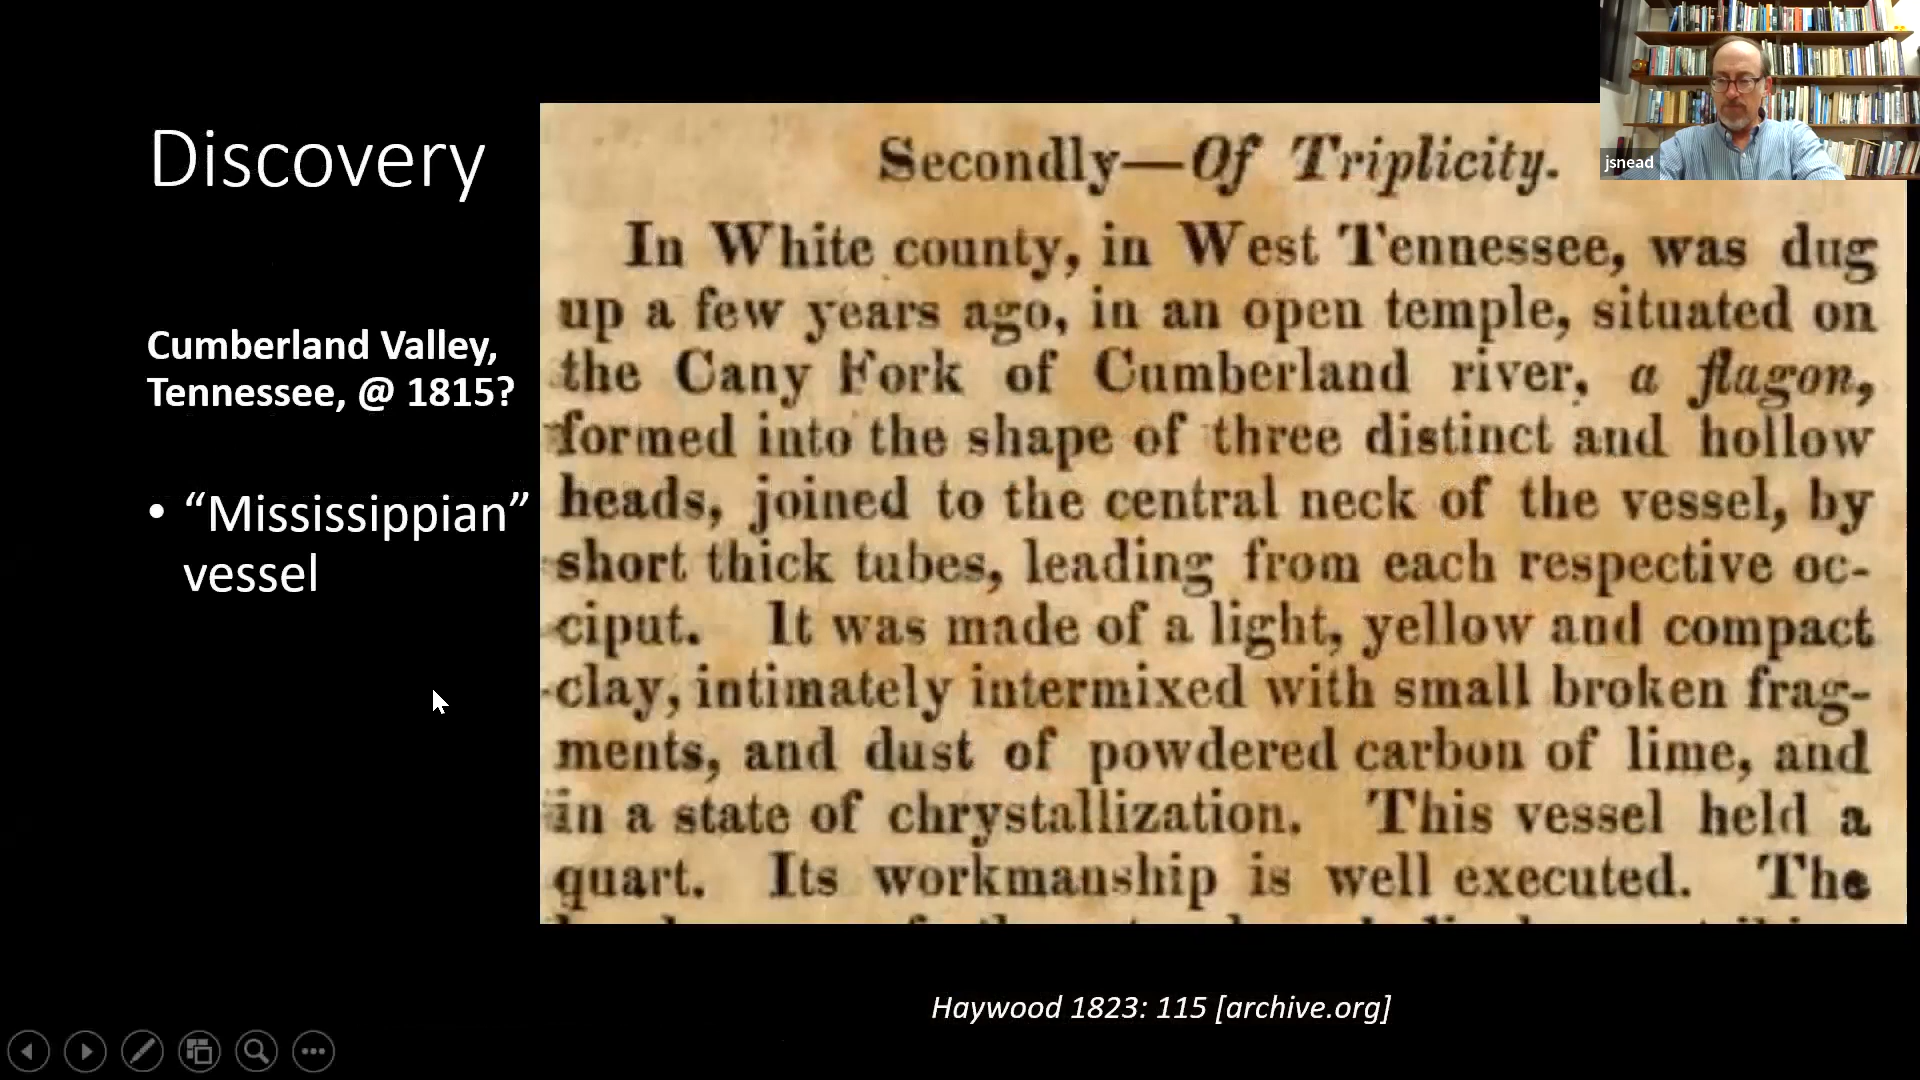 Discovery
Cumberland Valley,
Tennessee, @ 1815?
• “Mississippian”
vessel
Secondly—Of Triplicity.
In White county, in West Tennessee, was dug
up a few years ago, in an open temple, situated on
the Cany Fork of Cumberland river, a flagon,
formed into the shape of three distinct and hollow
heads, joined to the central neck of the vessel, by
short thick tubes, leading from each respective oc-
ciput. It was made of a light, yellow and compact
clay, intimately intermixed with small broken frag-
ments, and dust of powdered carbon of lime, and
in a state of chrystallization. This vessel held a
quart. Its workmanship is well executed. The
Haywood 1823: 115 [archive.org]
jsnead